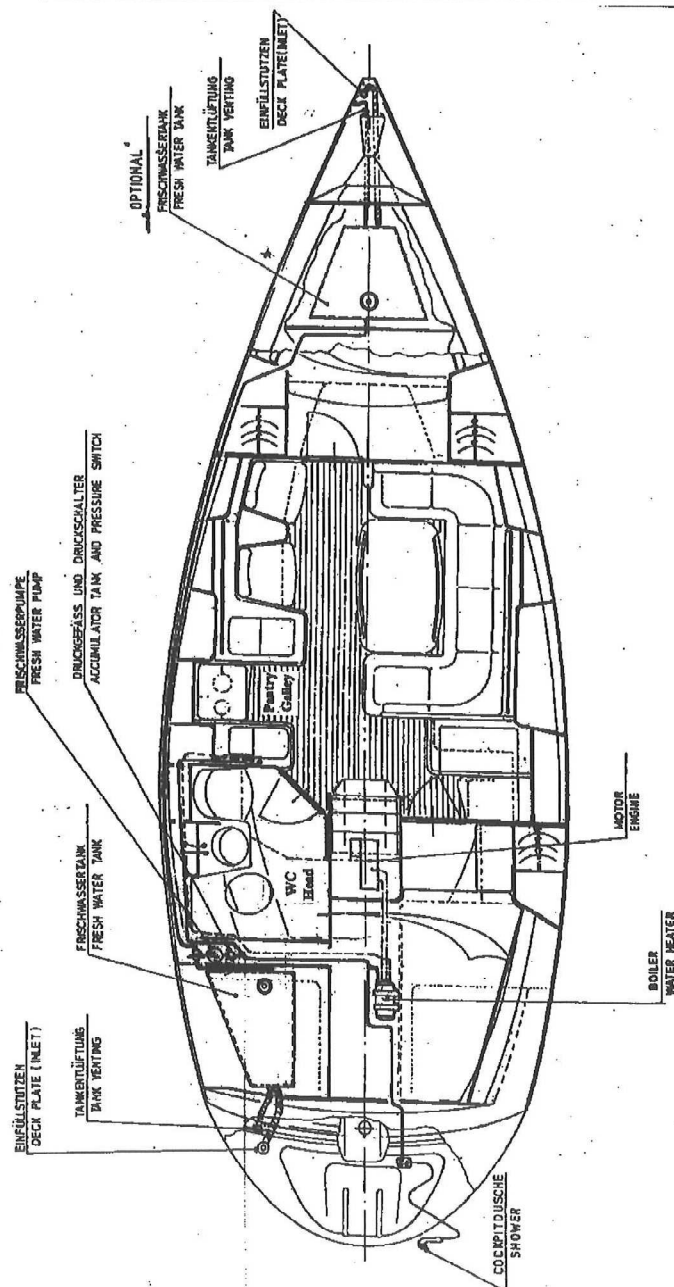 EINFÜLLSTUTZEN
DECK PLATE (INLET)
TANKENTLÜFTUNG
TANK VENTING
FRISCHWASSERTANK
FRESH WATER TANK
FRISCHWASSERPUMPE
FRESH WATER PUMP
DRUCKGEFÄSS UND DRUCKSCHALTER
ACCUMULATOR TANK AND PRESSURE SWITCH
OPTIONAL
FRISCHWASSERTANK
FRESH WATER TANK
TANKENTLÜFTUNG
TANK VENTING
EINFÜLLSTUTZEN
DECK PLATE (INLET)
WC
Head
Pantry
Galley
COCKPITDUSCHE
SHOWER
BOILER
WATER HEATER
MOTOR
ENGINE